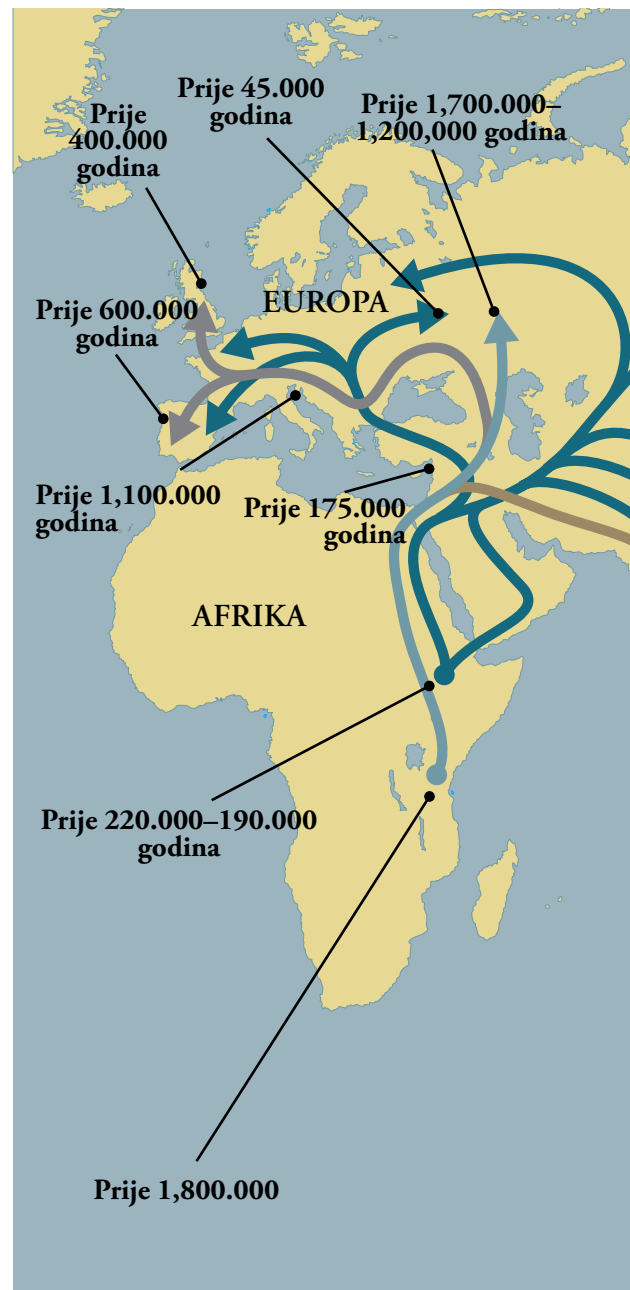 Prije 45.000
godina
Prije 1,700.000–
1,200,000 godina
Prije
400.000
godina
EUROPA
Prije 600.000
godina
Prije 1,100.000
godina
Prije 175.000
godina
AFRIKA
Prije 220.000–190.000
godina
Prije 1,800.000